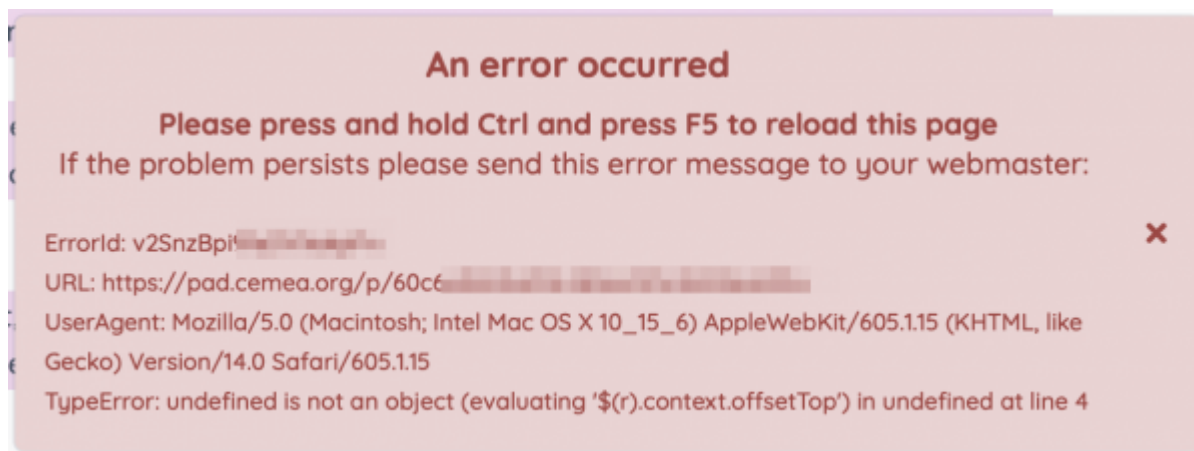 An error occurred
Please press and hold Ctrl and press F5 to reload this page
If the problem persists please send this error message to your webmaster:
ErrorId: v2SnzBpi
URL: https://pad.cemea.org/p/60c6
UserAgent: Mozilla/5.0 (Macintosh; Intel Mac OS X 10_15_6) AppleWebKit/605.1.15 (KHTML, like
Gecko) Version/14.0 Safari/605.1.15
TypeError: undefined is not an object (evaluating '$(r).context.offsetTop') in undefined at line 4